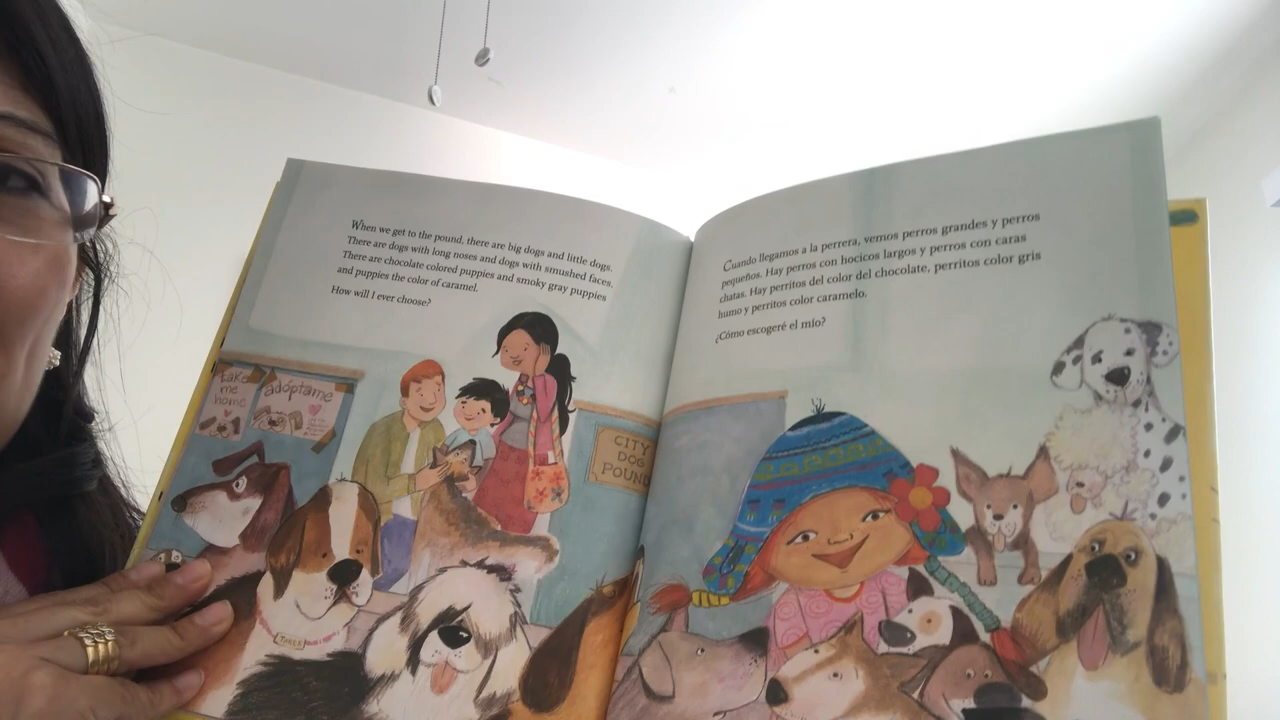 When we get to the pound, there are big dogs and little dogs.
There are dogs with long noses and dogs with smushed faces.
There are chocolate colored puppies and smoky gray puppies
and puppies the color of caramel.
How will I ever choose?
take
me
home
adóptame
CITY
DOG
POUND
Cuando llegamos a la perrera, vemos perros grandes y perros
pequeños. Hay perros con hocicos largos y perros con caras
chatas. Hay perritos del color del chocolate, perritos color gris
humo y perritos color caramelo.
¿Cómo escogeré el mío?